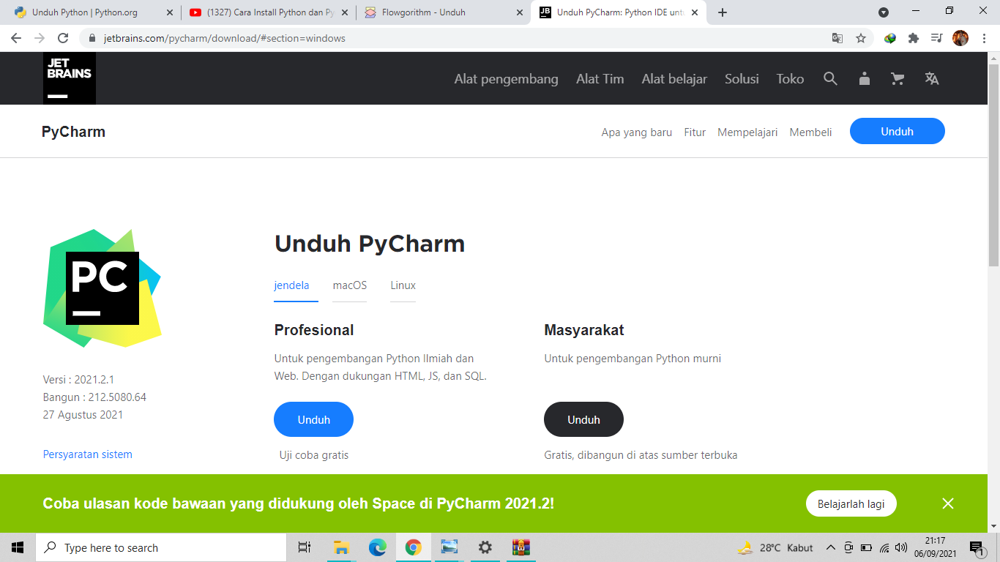 Unduh Python | Python.org
(1327) Cara Install Python dan Py
Flowgorithm - Unduh
Unduh PyCharm: Python IDE untu
jetbrains.com/pycharm/download/#section=windows
JET
BRAINS
Alat pengembang Alat Tim Alat belajar Solusi Toko
PyCharm
Apa yang baru Fitur Mempelajari Membeli Unduh
PC
Unduh PyCharm
jendela macOS Linux
Profesional
Untuk pengembangan Python Ilmiah dan
Web. Dengan dukungan HTML, JS, dan SQL.
Unduh
Uji coba gratis
Masyarakat
Untuk pengembangan Python murni
Unduh
Gratis, dibangun di atas sumber terbuka
Versi : 2021.2.1
Bangun : 212.5080.64
27 Agustus 2021
Persyaratan sistem
Coba ulasan kode bawaan yang didukung oleh Space di PyCharm 2021.2!
Belajarlah lagi
Type here to search
28°C Kabut
21:17
06/09/2021
1